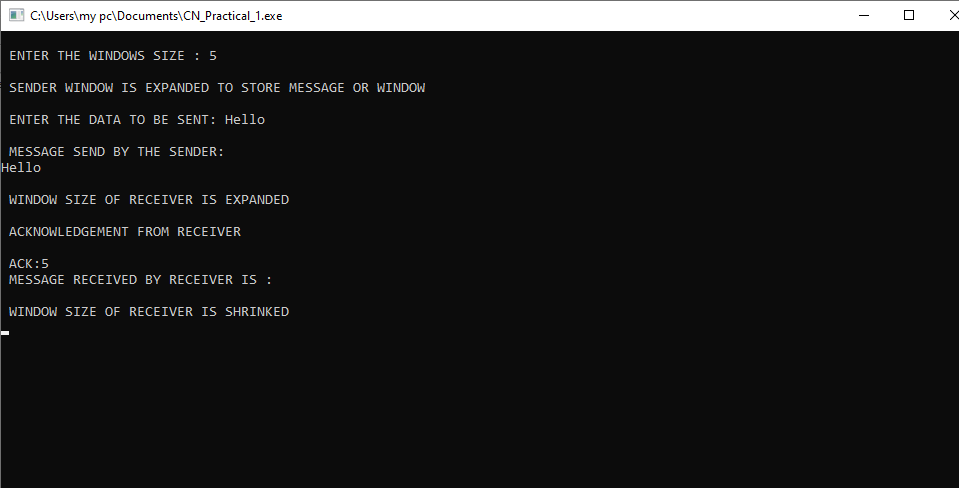 C:\Users\my pc\Documents\CN_Practical_1.exe
ENTER THE WINDOWS SIZE : 5
SENDER WINDOW IS EXPANDED TO STORE MESSAGE OR WINDOW
ENTER THE DATA TO BE SENT: Hello
MESSAGE SEND BY THE SENDER:
Hello
WINDOW SIZE OF RECEIVER IS EXPANDED
ACKNOWLEDGEMENT FROM RECEIVER
ACK:5
MESSAGE RECEIVED BY RECEIVER IS :
WINDOW SIZE OF RECEIVER IS SHRINKED